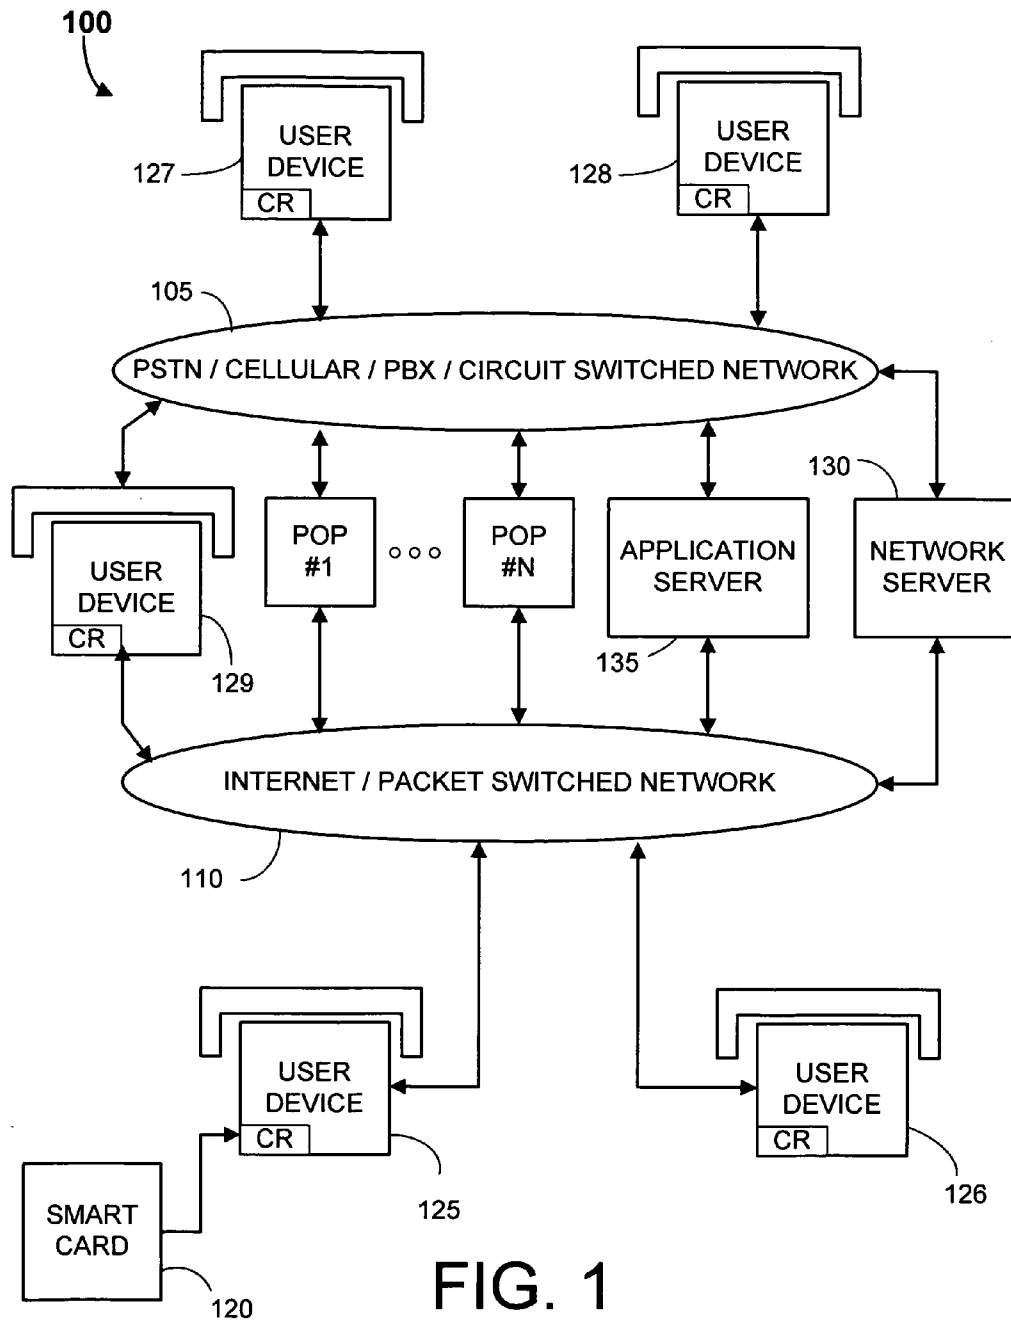 100
USER
DEVICE
CR
127
USER
DEVICE
CR
128
105
PSTN / CELLULAR / PBX / CIRCUIT SWITCHED NETWORK
130
USER
DEVICE
CR
129
POP
#1
POP
#N
APPLICATION
SERVER
135
NETWORK
SERVER
INTERNET / PACKET SWITCHED NETWORK
110
USER
DEVICE
CR
125
USER
DEVICE
CR
126
SMART
CARD
120
FIG. 1